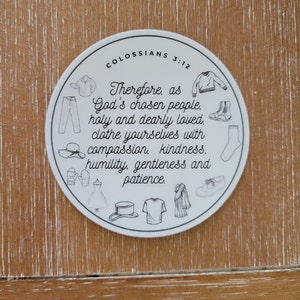 COLOSSIANS 3:12
Therefore, as
God's chosen people,
holy and dearly loved,
clothe yourselves with
compassion, kindness,
humility, gentleness and
patience.